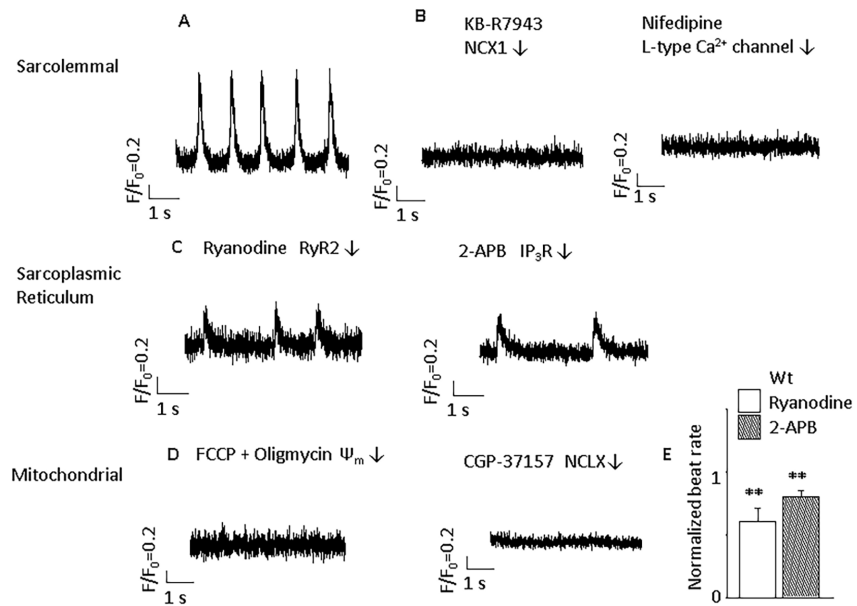 A
B
KB-R7943
NCX1 ↓
Nifedipine
L-type Ca²⁺ channel ↓
Sarcolemmal
F/F₀=0.2
1 s
F/F₀=0.2
1 s
F/F₀=0.2
1 s
C
Ryanodine RyR2 ↓
2-APB IP₃R ↓
Sarcoplasmic
Reticulum
F/F₀=0.2
1 s
F/F₀=0.2
1 s
D
FCCP + Oligmycin Ψₘ ↓
CGP-37157 NCLX ↓
Mitochondrial
F/F₀=0.2
1 s
F/F₀=0.2
1 s
E
Wt
Ryanodine
2-APB
Normalized beat rate
1
0
**
**